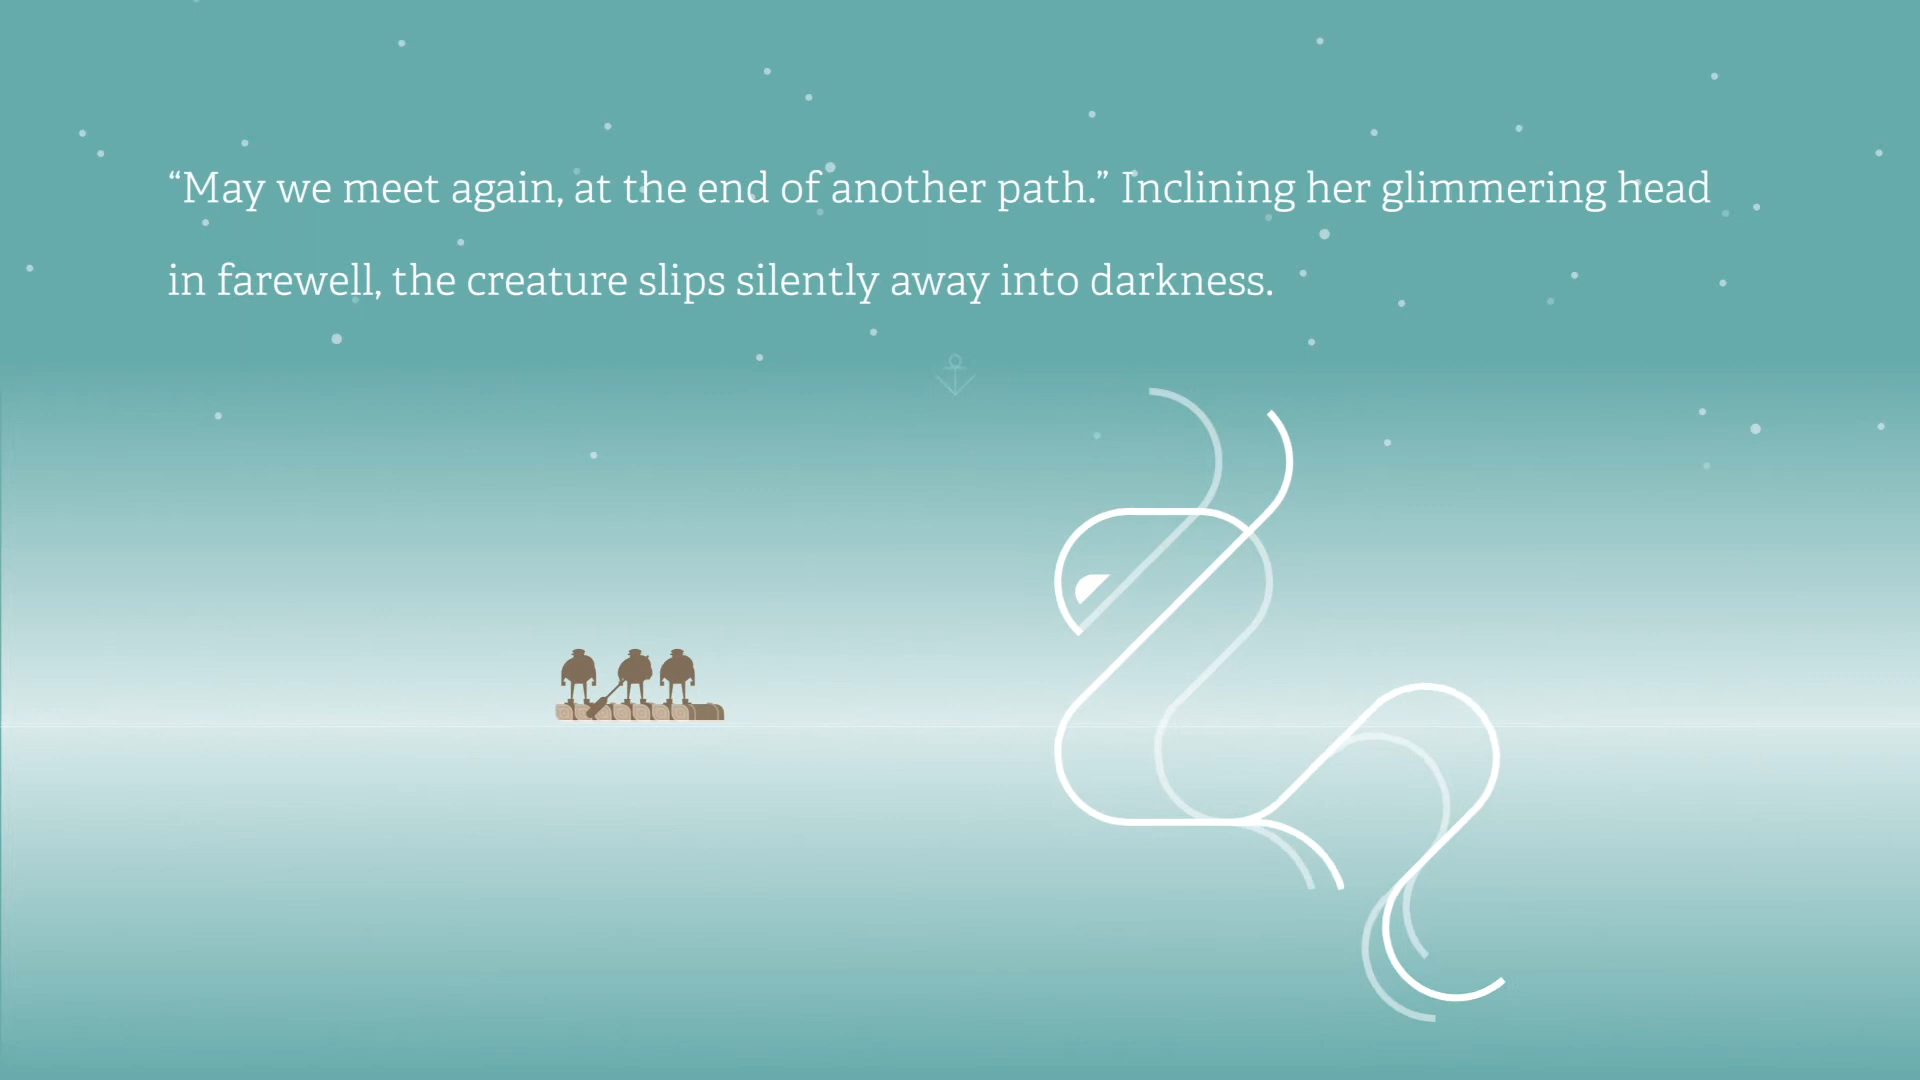 “May we meet again, at the end of another path.” Inclining her glimmering head
in farewell, the creature slips silently away into darkness.